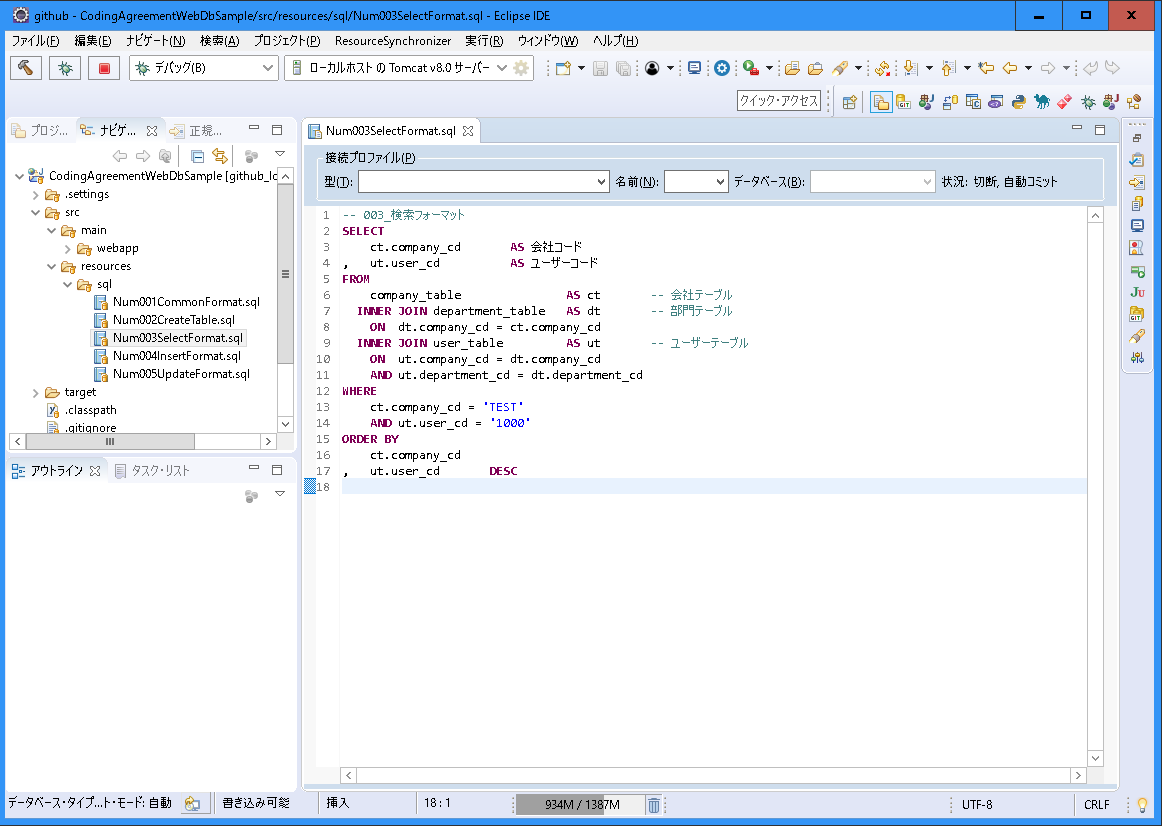 github - CodingAgreementWebDbSample/src/resources/sql/Num003SelectFormat.sql - Eclipse IDE
ファイル(F) 編集(E) ナビゲート(N) 検索(A) プロジェクト(P) ResourceSynchronizer 実行(R) ウィンドウ(W) ヘルプ(H)
デバッグ(B) ローカルホスト の Tomcat v8.0 サーバー
クイック・アクセス
プロジ... ナビゲ... 正規...
CodingAgreementWebDbSample [github_lo
.settings
src
main
webapp
resources
sql
Num001CommonFormat.sql
Num002CreateTable.sql
Num003SelectFormat.sql
Num004InsertFormat.sql
Num005UpdateFormat.sql
target
.classpath
.gitignore
アウトライン タスク・リスト
Num003SelectFormat.sql
接続プロファイル(P)
型(T): 名前(N): データベース(B): 状況: 切断, 自動コミット
1 -- 003_検索フォーマット
2 SELECT
3 ct.company_cd AS 会社コード
4 , ut.user_cd AS ユーザーコード
5 FROM
6 company_table AS ct -- 会社テーブル
7 INNER JOIN department_table AS dt -- 部門テーブル
8 ON dt.company_cd = ct.company_cd
9 INNER JOIN user_table AS ut -- ユーザーテーブル
10 ON ut.company_cd = dt.company_cd
11 AND ut.department_cd = dt.department_cd
12 WHERE
13 ct.company_cd = 'TEST'
14 AND ut.user_cd = '1000'
15 ORDER BY
16 ct.company_cd
17 , ut.user_cd DESC
18
データベース・タイプ...ト・モード: 自動 書き込み可能 挿入 18 : 1 934M / 1387M UTF-8 CRLF